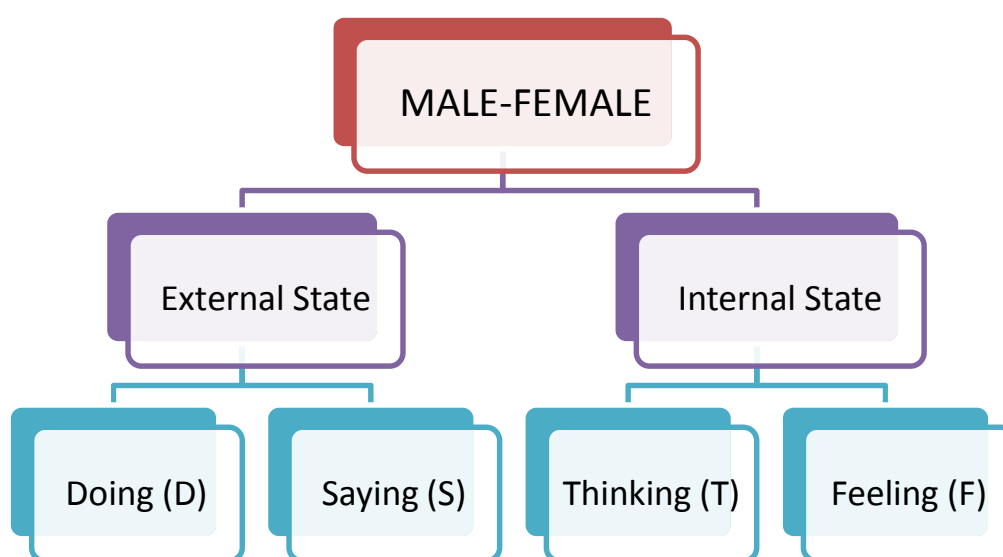 MALE-FEMALE
External State
Internal State
Doing (D)
Saying (S)
Thinking (T)
Feeling (F)